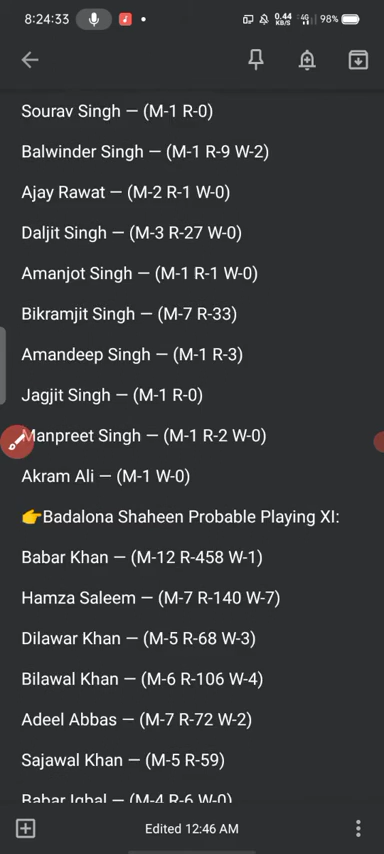 8:24:33
0.44 KB/S 4G 98%
Sourav Singh – (M-1 R-0)
Balwinder Singh – (M-1 R-9 W-2)
Ajay Rawat – (M-2 R-1 W-0)
Daljit Singh – (M-3 R-27 W-0)
Amanjot Singh – (M-1 R-1 W-0)
Bikramjit Singh – (M-7 R-33)
Amandeep Singh – (M-1 R-3)
Jagjit Singh – (M-1 R-0)
Manpreet Singh – (M-1 R-2 W-0)
Akram Ali – (M-1 W-0)
👉Badalona Shaheen Probable Playing XI:
Babar Khan – (M-12 R-458 W-1)
Hamza Saleem – (M-7 R-140 W-7)
Dilawar Khan – (M-5 R-68 W-3)
Bilawal Khan – (M-6 R-106 W-4)
Adeel Abbas – (M-7 R-72 W-2)
Sajawal Khan – (M-5 R-59)
Babar Iqbal – (M-4 R-6 W-0)
Edited 12:46 AM